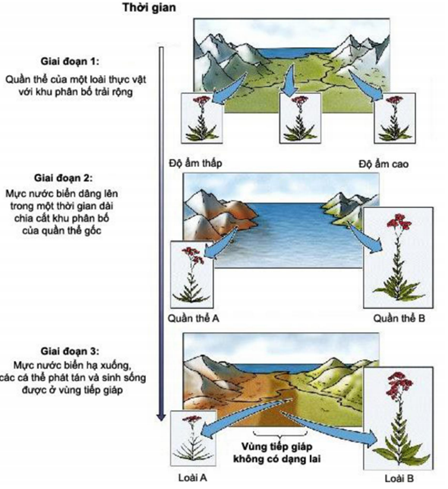 Thời gian
Giai đoạn 1:
Quần thể của một loài thực vật
với khu phân bố trải rộng
Độ ẩm thấp
Độ ẩm cao
Giai đoạn 2:
Mực nước biển dâng lên
trong một thời gian dài
chia cắt khu phân bố
của quần thể gốc
Quần thể A
Quần thể B
Giai đoạn 3:
Mực nước biển hạ xuống,
các cá thể phát tán và sinh sống
được ở vùng tiếp giáp
Vùng tiếp giáp
không có dạng lai
Loài A
Loài B